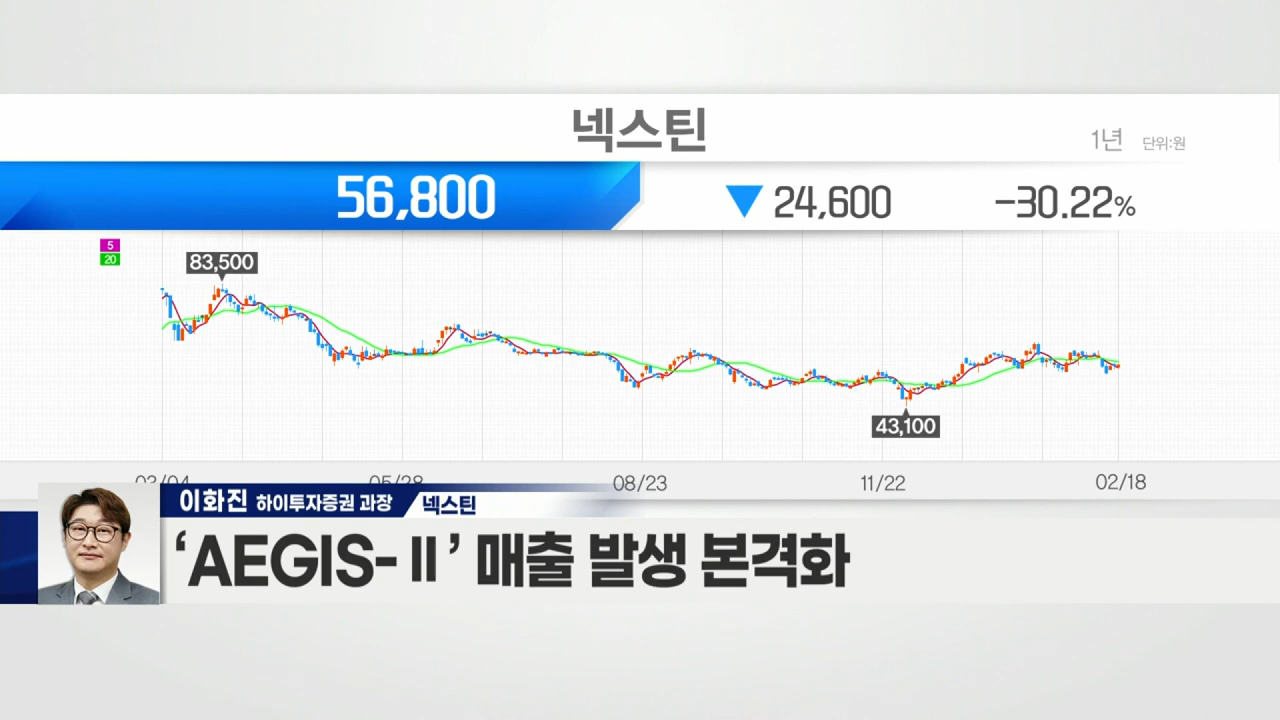 넥스틴
1년 단위:원
56,800 ▼ 24,600 -30.22%
5
20
83,500
43,100
03/04 05/28 08/23 11/22 02/18
이화진 하이투자증권 과장 넥스틴
‘AEGIS-Ⅱ’ 매출 발생 본격화